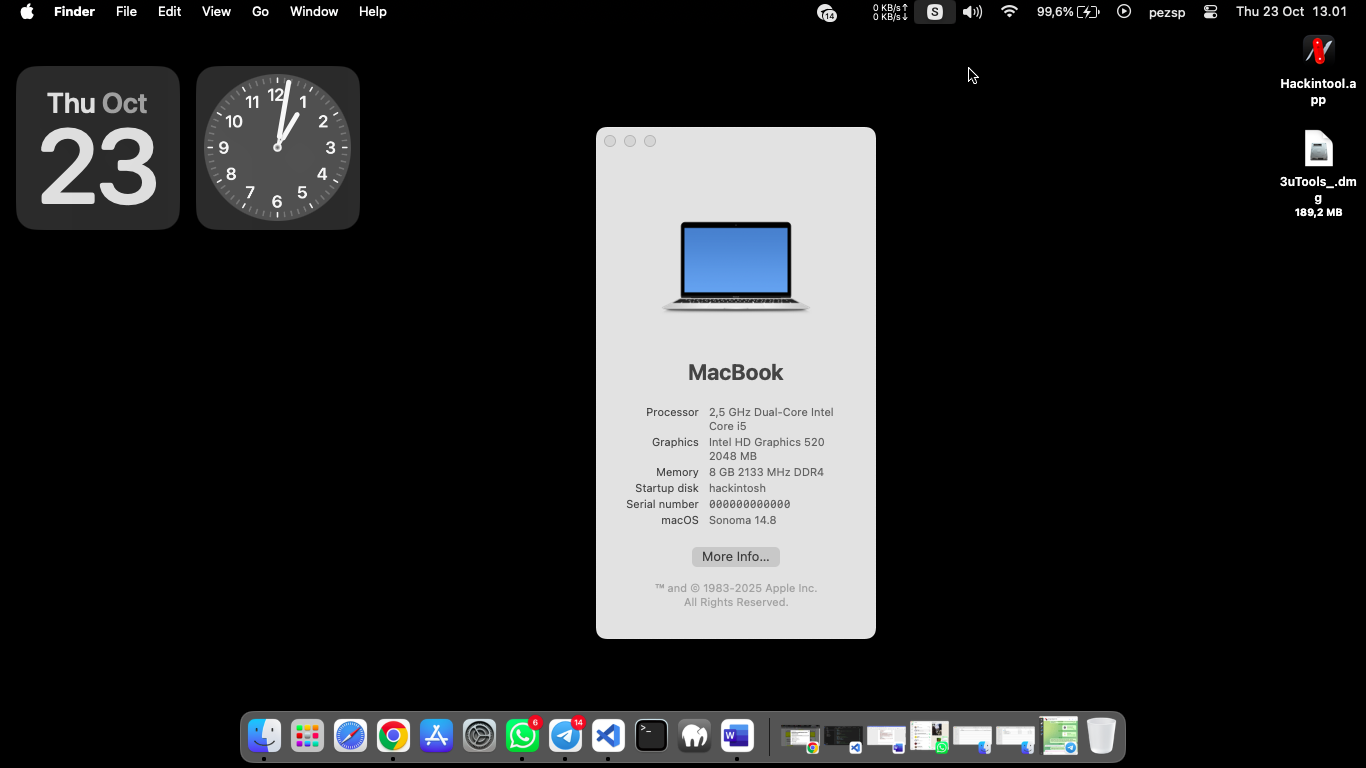 Finder File Edit View Go Window Help
14
0 KB/s↑
0 KB/s↓
S
99,6%
pezsp
Thu 23 Oct 13.01
Thu Oct
23
12
1
2
3
4
5
6
7
8
9
10
11
Hackintool.a
pp
3uTools_.dm
g
189,2 MB
MacBook
Processor 2,5 GHz Dual-Core Intel
Core i5
Graphics Intel HD Graphics 520
2048 MB
Memory 8 GB 2133 MHz DDR4
Startup disk hackintosh
Serial number 000000000000
macOS Sonoma 14.8
More Info...
™ and © 1983-2025 Apple Inc.
All Rights Reserved.
6
14
>_
W